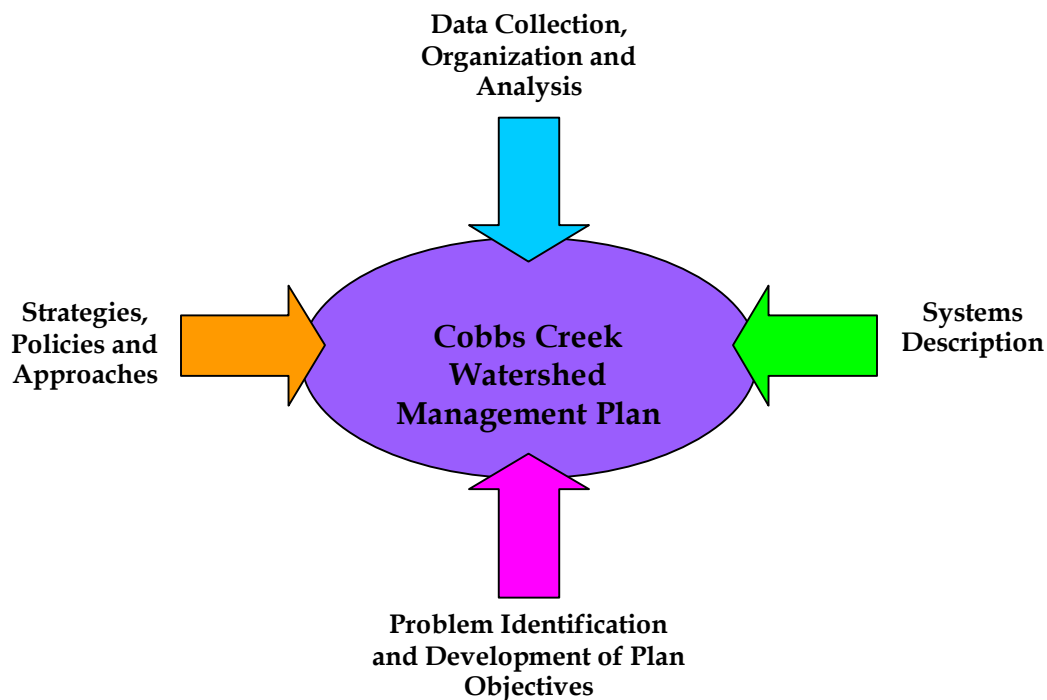 Data Collection,
Organization and
Analysis
Strategies,
Policies and
Approaches
Cobbs Creek
Watershed
Management Plan
Systems
Description
Problem Identification
and Development of Plan
Objectives